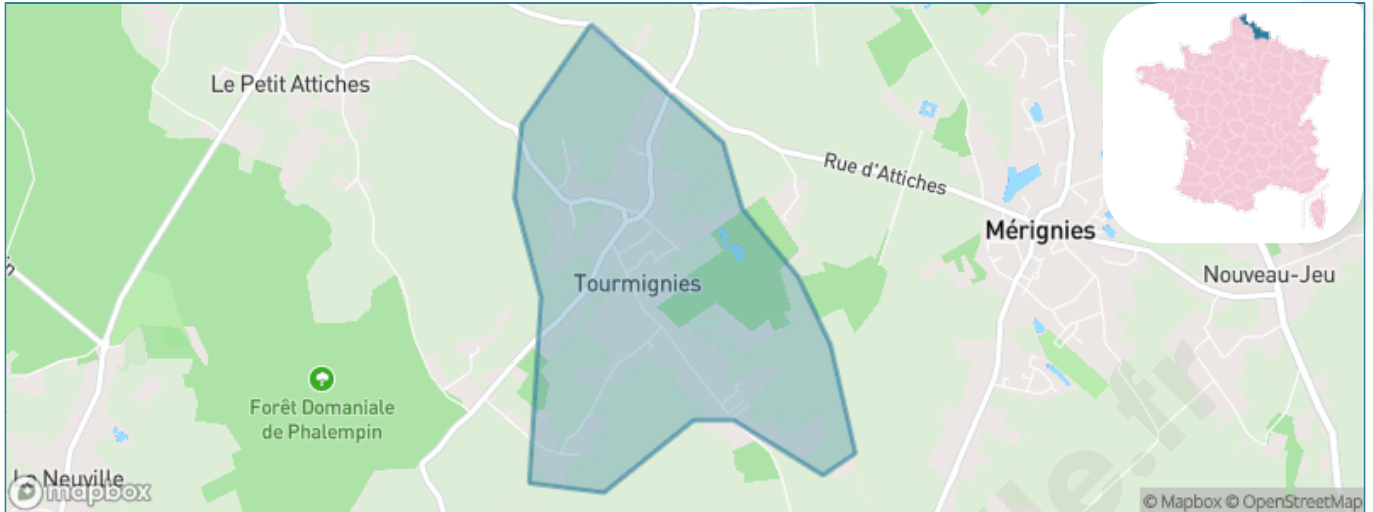 Le Petit Attiches
Rue d'Attiches
Mérignies
Nouveau-Jeu
Tourmignies
Forêt Domaniale
de Phalempin
La Neuville
mapbox
© Mapbox © OpenStreetMap